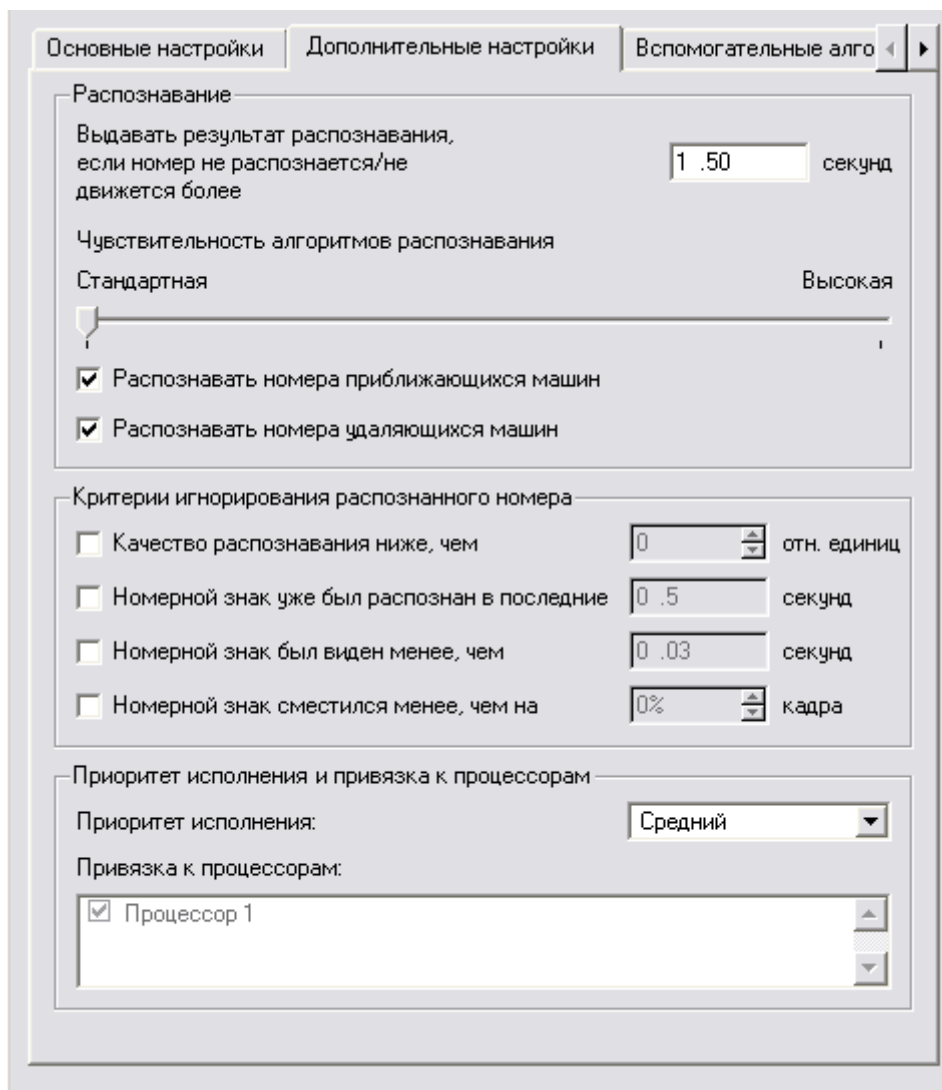 Основные настройки Дополнительные настройки Вспомогательные алго
Распознавание
Выдавать результат распознавания,
если номер не распознается/не
движется более
1 .50 секунд
Чувствительность алгоритмов распознавания
Стандартная Высокая
Распознавать номера приближающихся машин
Распознавать номера удаляющихся машин
Критерии игнорирования распознанного номера
Качество распознавания ниже, чем 0 отн. единиц
Номерной знак уже был распознан в последние 0 .5 секунд
Номерной знак был виден менее, чем 0 .03 секунд
Номерной знак сместился менее, чем на 0% кадра
Приоритет исполнения и привязка к процессорам
Приоритет исполнения: Средний
Привязка к процессорам:
Процессор 1